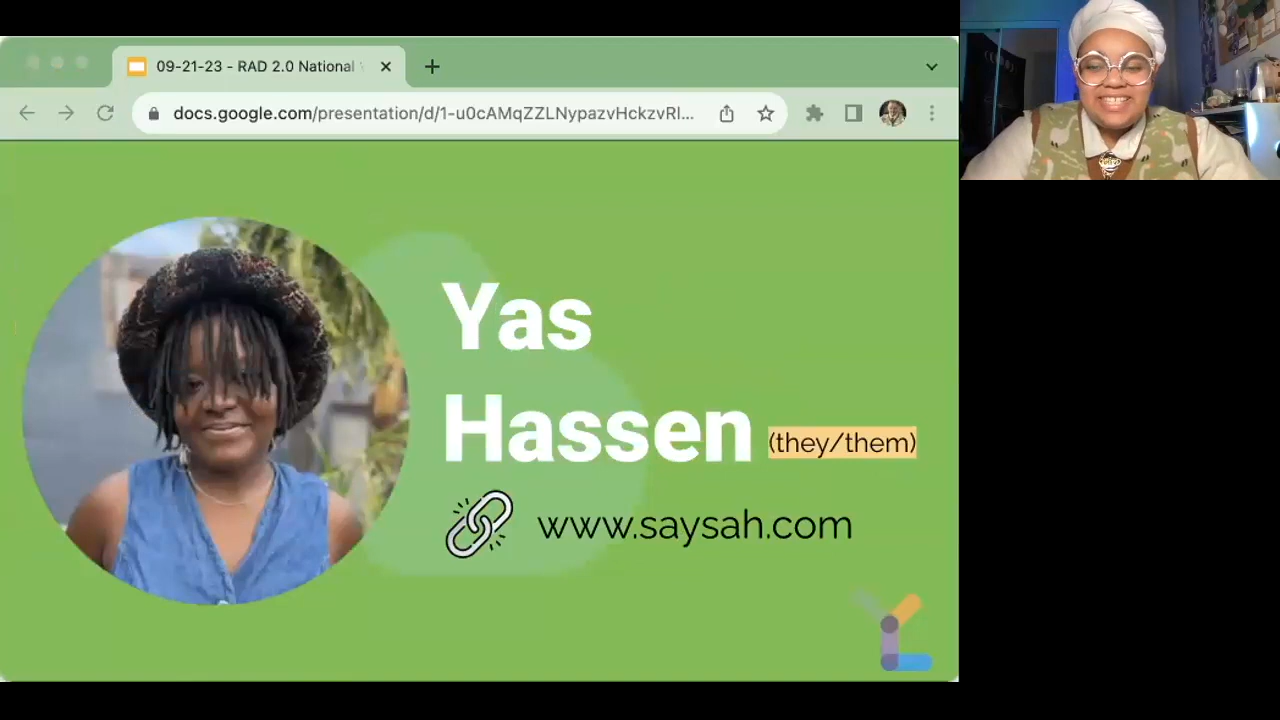 09-21-23 - RAD 2.0 National
docs.google.com/presentation/d/1-u0cAMqZZLNypazvHckzvRl...
Yas
Hassen (they/them)
www.saysah.com